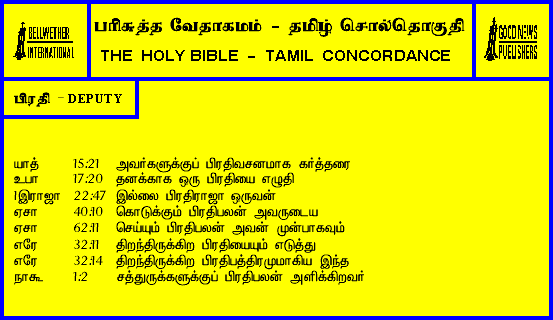 BELLWETHER
INTERNATIONAL
பரிசுத்த வேதாகமம் - தமிழ் சொல்தொகுதி
THE HOLY BIBLE - TAMIL CONCORDANCE
GOOD NEWS
PUBLISHERS
பிரதி - DEPUTY
யாத் 15:21 அவர்களுக்குப் பிரதிவசனமாக கர்த்தரை
உபா 17:20 தனக்காக ஒரு பிரதியை எழுதி
1இராஜா 22:47 இல்லை பிரதிராஜா ஒருவன்
ஏசா 40:10 கொடுக்கும் பிரதிபலன் அவருடைய
ஏசா 62:11 செய்யும் பிரதிபலன் அவன் முன்பாகவும்
எரே 32:11 திறந்திருக்கிற பிரதியையும் எடுத்து
எரே 32:14 திறந்திருக்கிற பிரதிபத்திரமுமாகிய இந்த
நாகூ 1:2 சத்துருக்களுக்குப் பிரதிபலன் அளிக்கிறவர்